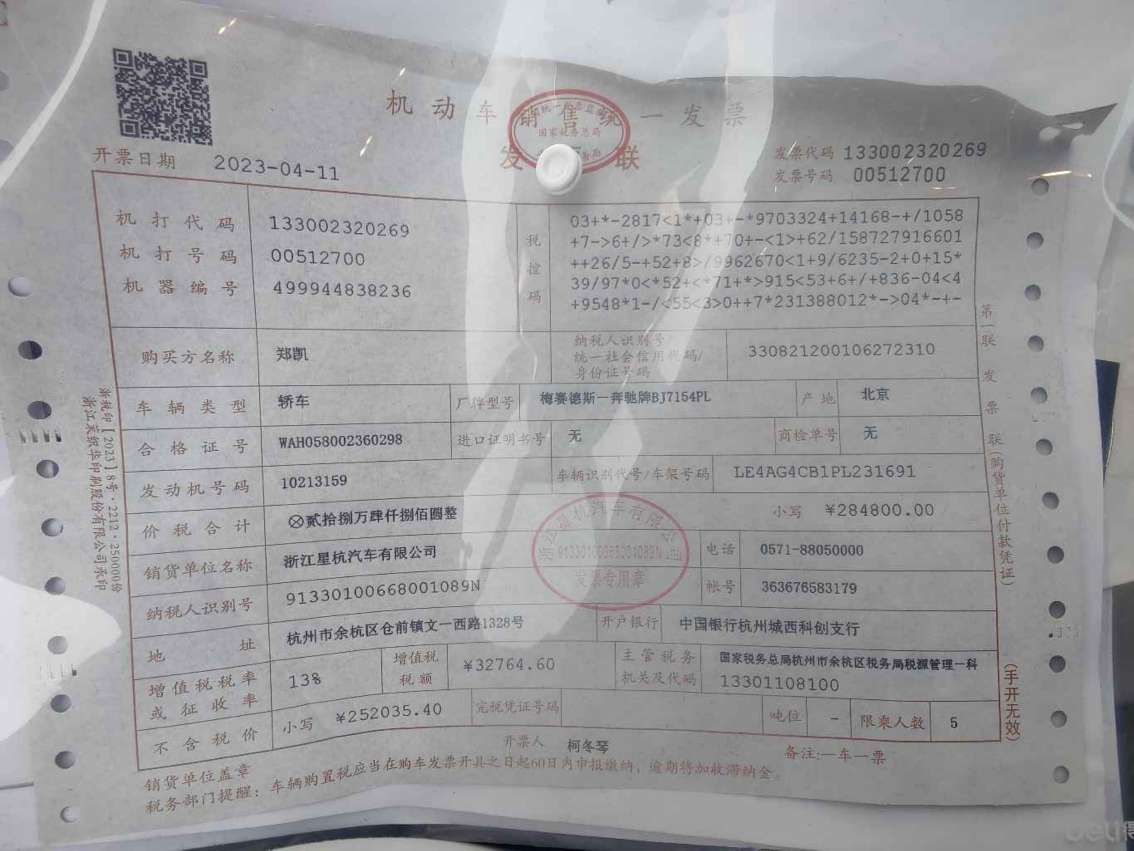 机动车销售统一发票
发票联
开票日期 2023-04-11
发票代码 133002320269
发票号码 00512700
机打代码 133002320269
机打号码 00512700
机器编号 499944838236
税控码
03+*-2817<1*+03+-*9703324+14168-+/1058
+7->6+/>*73<8*+70+-<1>+62/158727916601
++26/5-+52+8>/9962670<1+9/6235-2+0+15*
39/97*0<*52+<*71+*>915<53+6+/+836-04<4
+9548*1-/<55<3>0++7*231388012*->04*-+-
购买方名称 郑凯
纳税人识别号/
统一社会信用代码/
身份证号码
330821200106272310
车辆类型 轿车 厂牌型号 梅赛德斯-奔驰牌BJ7154PL 产地 北京
合格证号 WAH058002360298 进口证明书号 无 商检单号 无
发动机号码 10213159 车辆识别代号/车架号码 LE4AG4CB1PL231691
价税合计 ⊗贰拾捌万肆仟捌佰圆整 小写 ¥284800.00
销货单位名称 浙江星杭汽车有限公司 电话 0571-88050000
纳税人识别号 91330100668001089N 帐号 363676583179
地址 杭州市余杭区仓前镇文一西路1328号 开户银行 中国银行杭州城西科创支行
增值税税率
或征收率
13%
增值税
税额
¥32764.60
主管税务
机关及代码
国家税务总局杭州市余杭区税务局税源管理一科
13301108100
不含税价 小写 ¥252035.40 完税凭证号码 吨位 - 限乘人数 5
销货单位盖章 开票人 柯冬琴 备注:一车一票
税务部门提醒:车辆购置税应当在购车发票开具之日起60日内申报缴纳,逾期将加收滞纳金。
第一联 发票联(购货单位付款凭证)
(手开无效)
国家税务总局
发票专用章